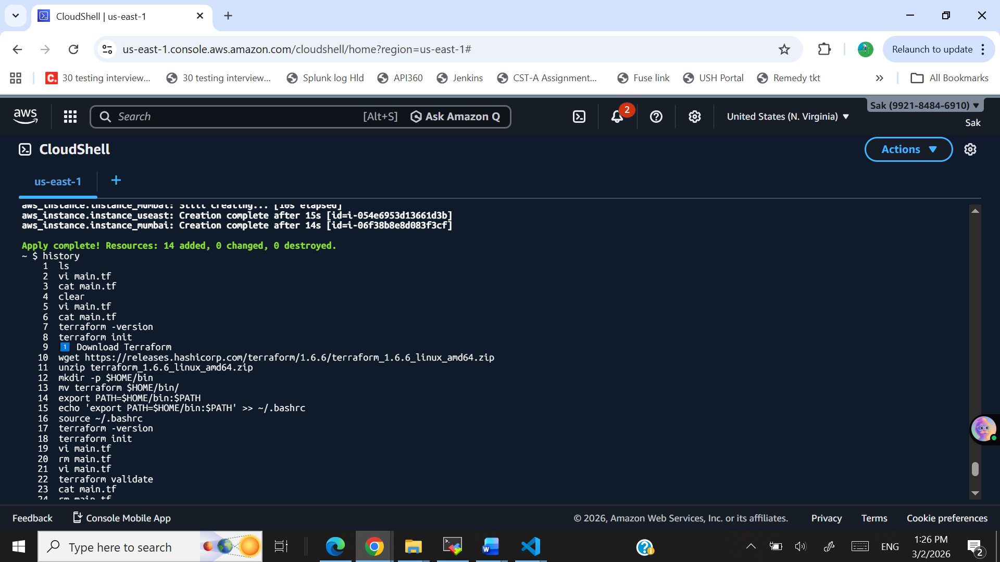 CloudShell | us-east-1
us-east-1.console.aws.amazon.com/cloudshell/home?region=us-east-1#
Relaunch to update
C. 30 testing interview...
30 testing interview...
Splunk log Hld
API360
Jenkins
CST-A Assignment...
Fuse link
USH Portal
Remedy tkt
»
All Bookmarks
aws
Search
[Alt+S]
Ask Amazon Q
2
United States (N. Virginia) ▼
Sak (9921-8484-6910) ▼
Sak
CloudShell
Actions ▼
us-east-1
+
aws_instance.instance_mumbai: Still creating... [10s elapsed]
aws_instance.instance_useast: Creation complete after 15s [id=i-054e6953d13661d3b]
aws_instance.instance_mumbai: Creation complete after 14s [id=i-06f38b8e8d083f3cf]
Apply complete! Resources: 14 added, 0 changed, 0 destroyed.
~ $ history
1 ls
2 vi main.tf
3 cat main.tf
4 clear
5 vi main.tf
6 cat main.tf
7 terraform -version
8 terraform init
9 1️⃣ Download Terraform
10 wget https://releases.hashicorp.com/terraform/1.6.6/terraform_1.6.6_linux_amd64.zip
11 unzip terraform_1.6.6_linux_amd64.zip
12 mkdir -p $HOME/bin
13 mv terraform $HOME/bin/
14 export PATH=$HOME/bin:$PATH
15 echo 'export PATH=$HOME/bin:$PATH' >> ~/.bashrc
16 source ~/.bashrc
17 terraform -version
18 terraform init
19 vi main.tf
20 rm main.tf
21 vi main.tf
22 terraform validate
23 cat main.tf
24 rm main.tf
Feedback
Console Mobile App
© 2026, Amazon Web Services, Inc. or its affiliates.
Privacy
Terms
Cookie preferences
Type here to search
ENG
1:26 PM
3/2/2026
2